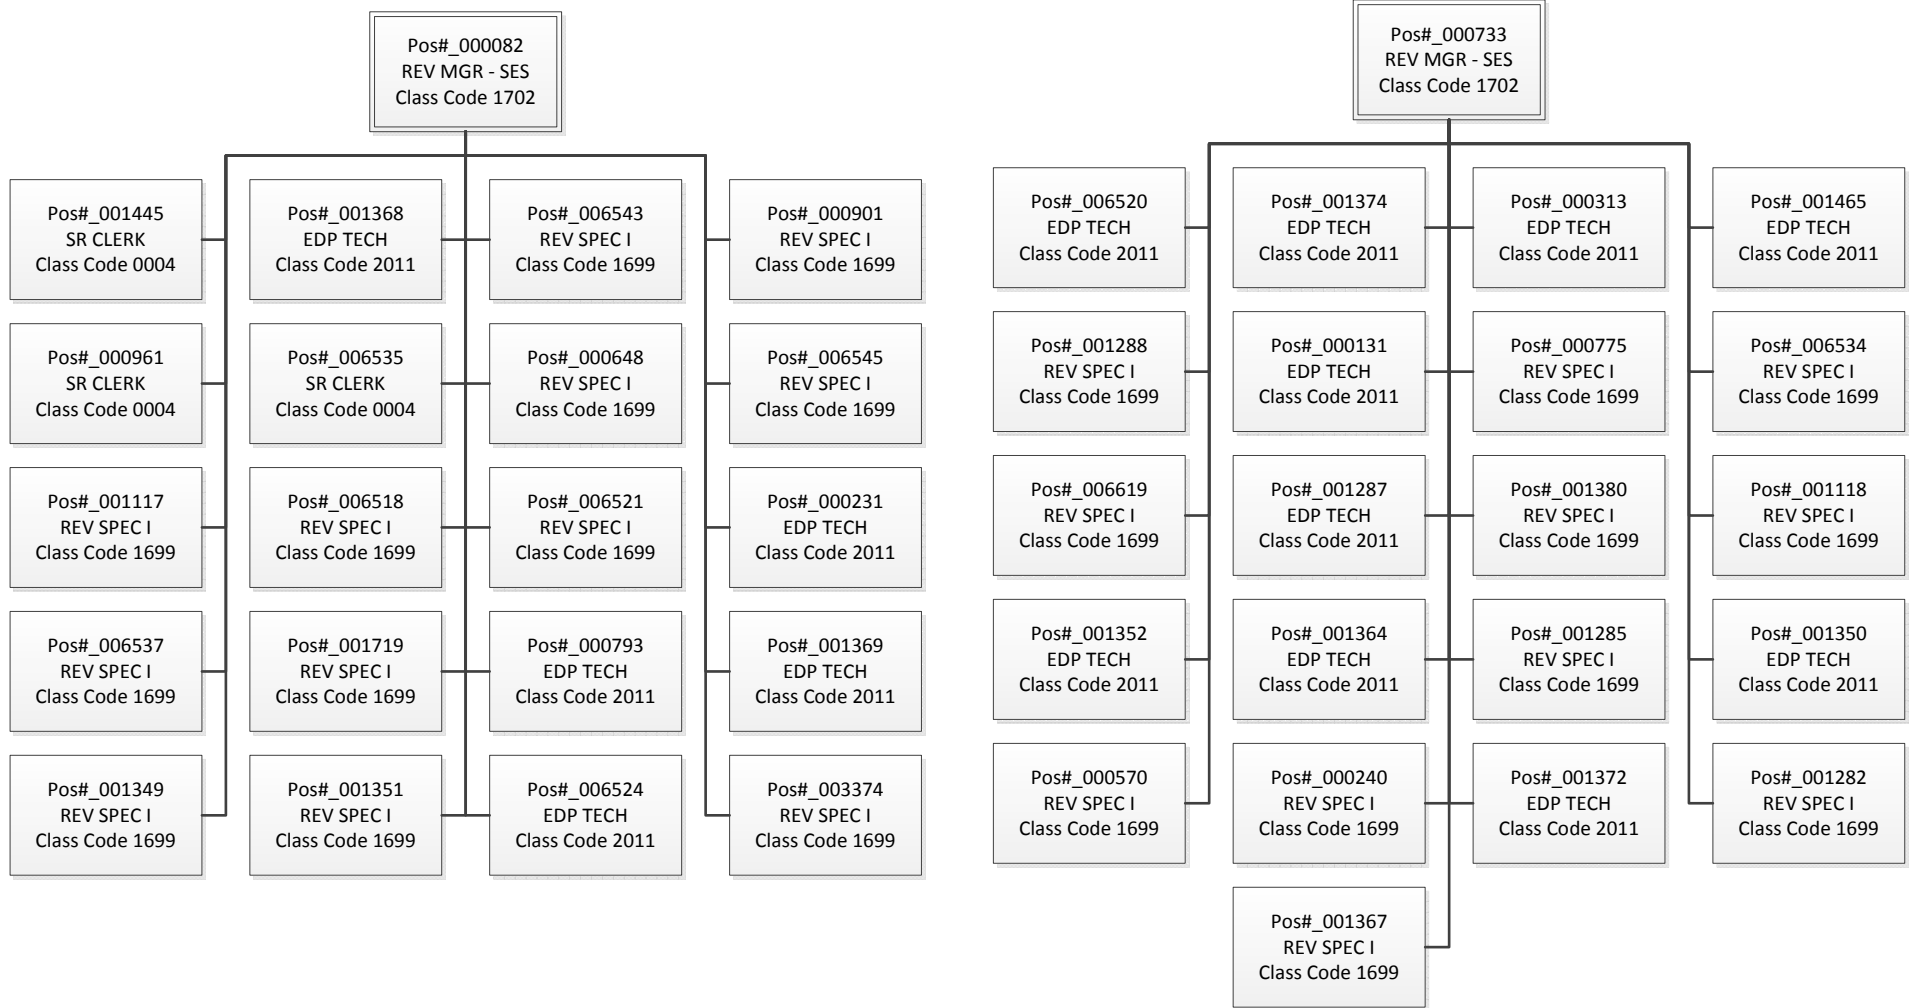 Pos#_000082
REV MGR - SES
Class Code 1702
Pos#_001445
SR CLERK
Class Code 0004
Pos#_001368
EDP TECH
Class Code 2011
Pos#_006543
REV SPEC I
Class Code 1699
Pos#_000901
REV SPEC I
Class Code 1699
Pos#_000961
SR CLERK
Class Code 0004
Pos#_006535
SR CLERK
Class Code 0004
Pos#_000648
REV SPEC I
Class Code 1699
Pos#_006545
REV SPEC I
Class Code 1699
Pos#_001117
REV SPEC I
Class Code 1699
Pos#_006518
REV SPEC I
Class Code 1699
Pos#_006521
REV SPEC I
Class Code 1699
Pos#_000231
EDP TECH
Class Code 2011
Pos#_006537
REV SPEC I
Class Code 1699
Pos#_001719
REV SPEC I
Class Code 1699
Pos#_000793
EDP TECH
Class Code 2011
Pos#_001369
EDP TECH
Class Code 2011
Pos#_001349
REV SPEC I
Class Code 1699
Pos#_001351
REV SPEC I
Class Code 1699
Pos#_006524
EDP TECH
Class Code 2011
Pos#_003374
REV SPEC I
Class Code 1699
Pos#_000733
REV MGR - SES
Class Code 1702
Pos#_006520
EDP TECH
Class Code 2011
Pos#_001374
EDP TECH
Class Code 2011
Pos#_000313
EDP TECH
Class Code 2011
Pos#_001465
EDP TECH
Class Code 2011
Pos#_001288
REV SPEC I
Class Code 1699
Pos#_000131
EDP TECH
Class Code 2011
Pos#_000775
REV SPEC I
Class Code 1699
Pos#_006534
REV SPEC I
Class Code 1699
Pos#_006619
REV SPEC I
Class Code 1699
Pos#_001287
EDP TECH
Class Code 2011
Pos#_001380
REV SPEC I
Class Code 1699
Pos#_001118
REV SPEC I
Class Code 1699
Pos#_001352
EDP TECH
Class Code 2011
Pos#_001364
EDP TECH
Class Code 2011
Pos#_001285
REV SPEC I
Class Code 1699
Pos#_001350
EDP TECH
Class Code 2011
Pos#_000570
REV SPEC I
Class Code 1699
Pos#_000240
REV SPEC I
Class Code 1699
Pos#_001372
EDP TECH
Class Code 2011
Pos#_001282
REV SPEC I
Class Code 1699
Pos#_001367
REV SPEC I
Class Code 1699